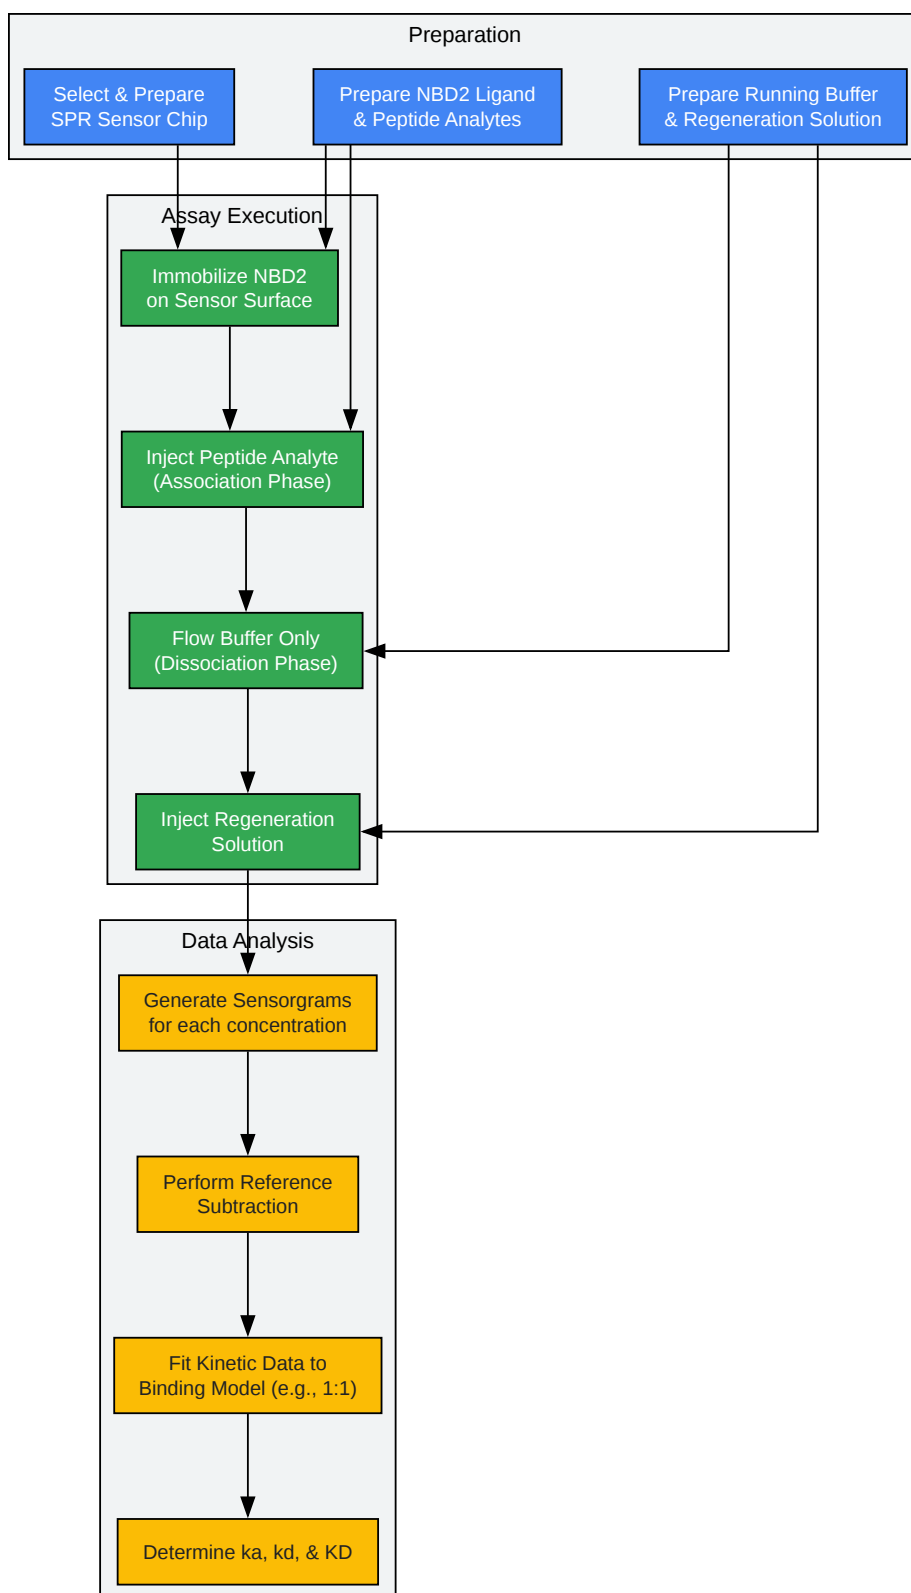 Preparation
Select & Prepare
SPR Sensor Chip
Prepare NBD2 Ligand
& Peptide Analytes
Prepare Running Buffer
& Regeneration Solution
Assay Execution
Immobilize NBD2
on Sensor Surface
Inject Peptide Analyte
(Association Phase)
Flow Buffer Only
(Dissociation Phase)
Inject Regeneration
Solution
Data Analysis
Generate Sensorgrams
for each concentration
Perform Reference
Subtraction
Fit Kinetic Data to
Binding Model (e.g., 1:1)
Determine ka, kd, & KD